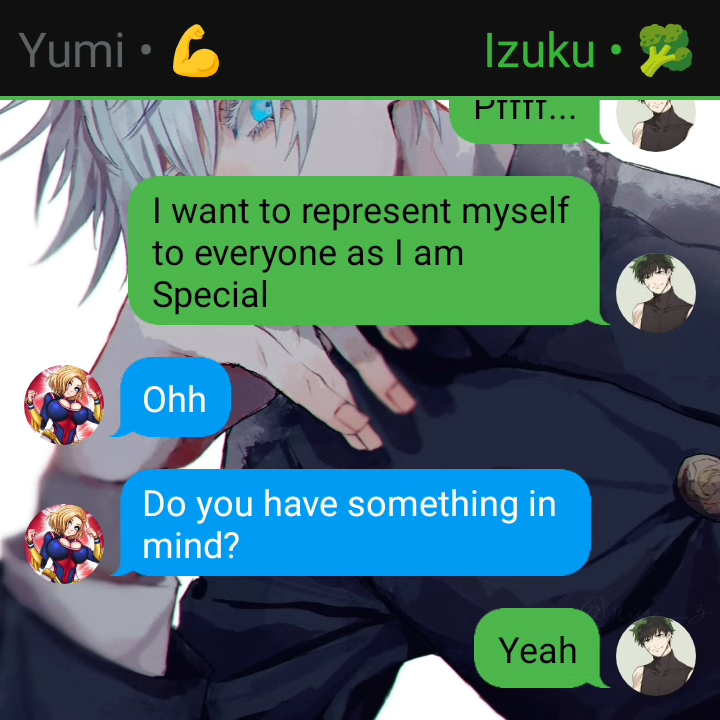 Yumi • 💪
Izuku • 🥦
Pffff...
I want to represent myself
to everyone as I am
Special
Ohh
Do you have something in
mind?
Yeah